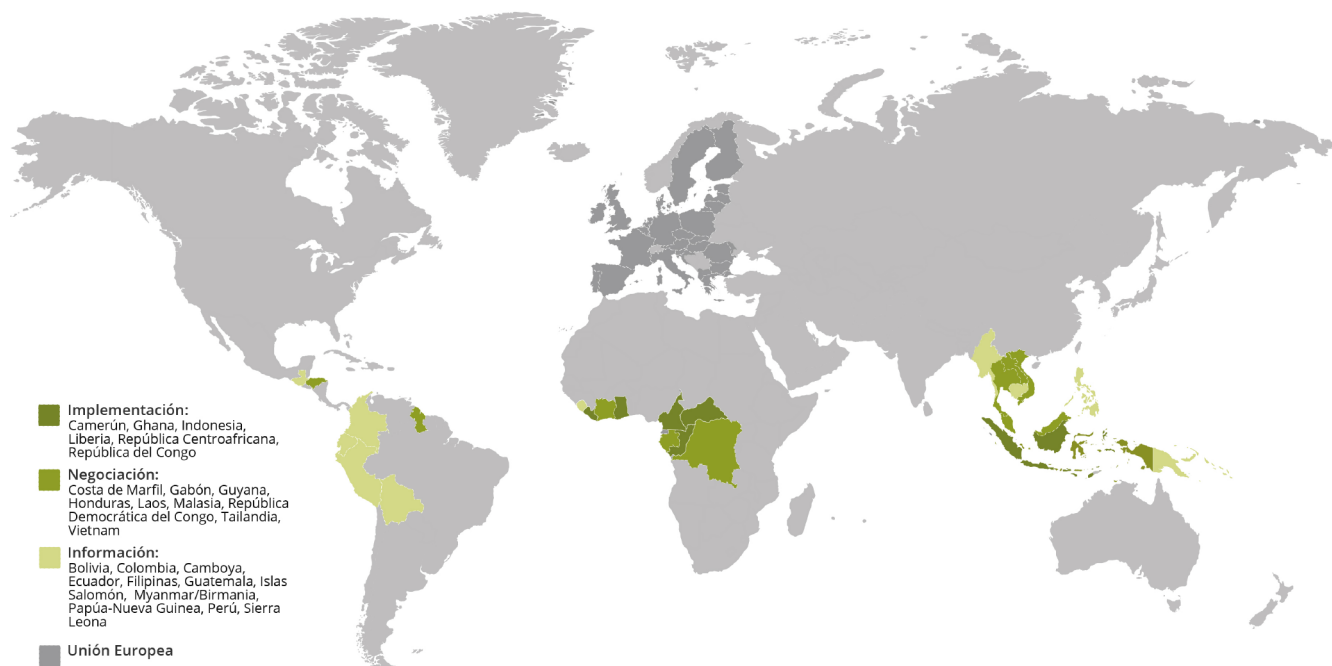 Implementación:
Camerún, Ghana, Indonesia,
Liberia, República Centroafricana,
República del Congo
Negociación:
Costa de Marfil, Gabón, Guyana,
Honduras, Laos, Malasia, República
Democrática del Congo, Tailandia,
Vietnam
Información:
Bolivia, Colombia, Camboya,
Ecuador, Filipinas, Guatemala, Islas
Salomón, Myanmar/Birmania,
Papúa-Nueva Guinea, Perú, Sierra
Leona
Unión Europea